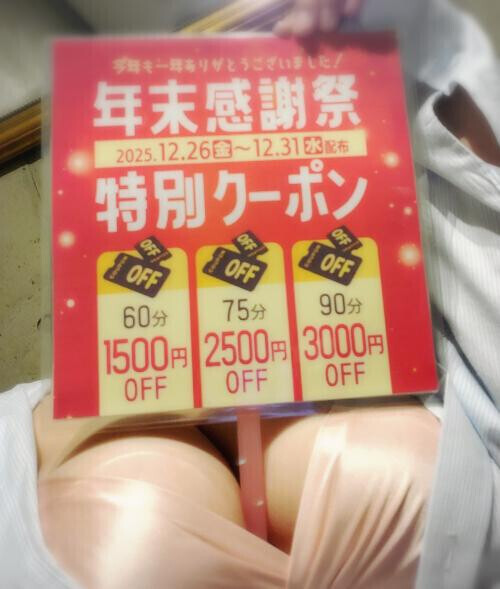 今年も一年ありがとうございました!
年末感謝祭
2025.12.26金~12.31水配布
特別クーポン
OFF OFF OFF
OFF OFF OFF
60分 75分 90分
1500円 2500円 3000円
OFF OFF OFF